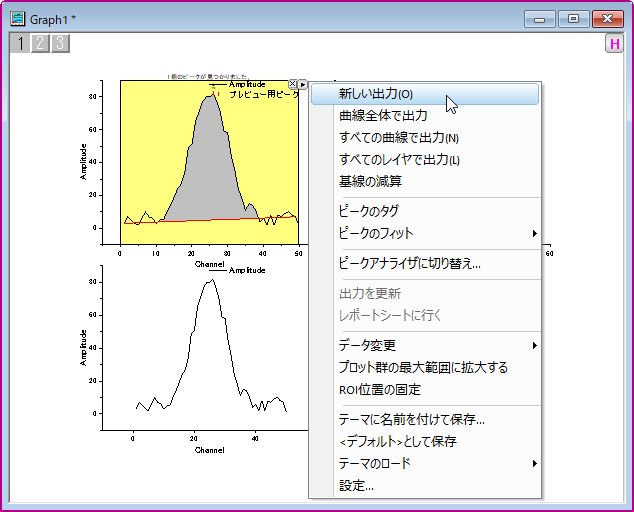 Graph1 *
1 2 3
H
1個のピークが見つかりました。
Amplitude
プレビュー用ピーク
80
60
40
20
0
Amplitude
0 10 20 30 40 50 60
Channel
Amplitude
80
60
40
20
0
Amplitude
0 20 40
Channel
新しい出力(O)
曲線全体で出力
すべての曲線で出力(N)
すべてのレイヤで出力(L)
基線の減算
ピークのタグ
ピークのフィット
ピークアナライザに切り替え...
出力を更新
レポートシートに行く
データ変更
プロット群の最大範囲に拡大する
ROI位置の固定
テーマに名前を付けて保存...
<デフォルト>として保存
テーマのロード
設定...